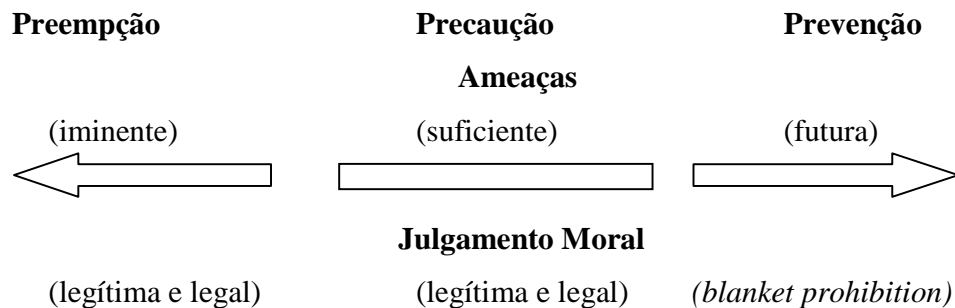 Preempção Precaução Prevenção
Ameaças
(iminente) (suficiente) (futura)
Julgamento Moral
(legítima e legal) (legítima e legal) (blanket prohibition)